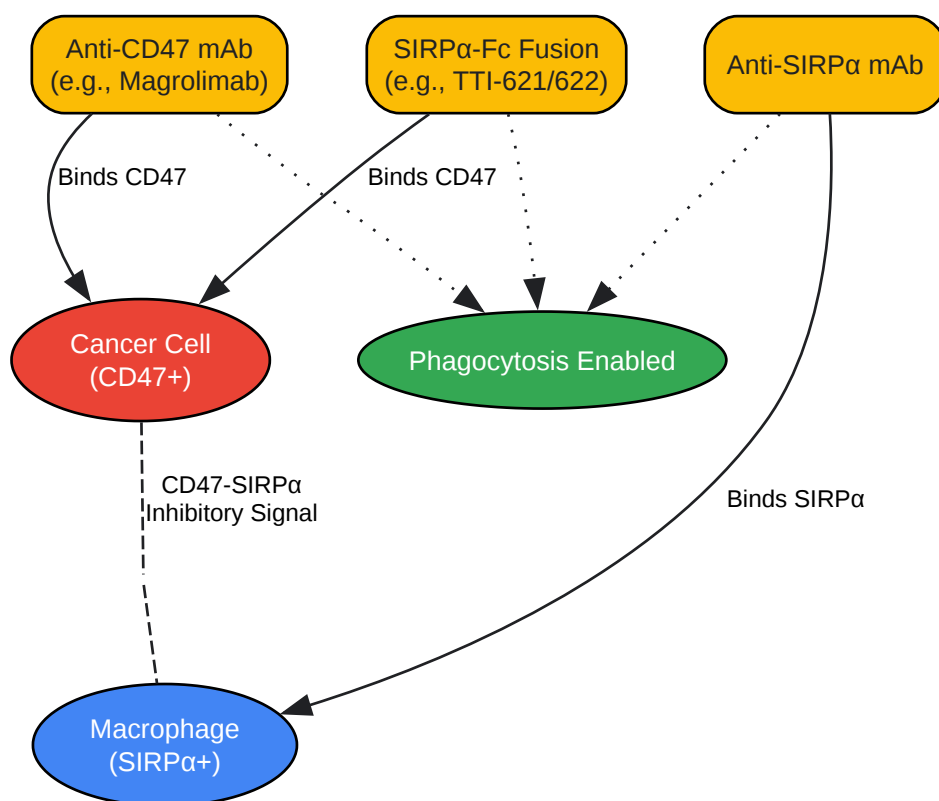 Anti-CD47 mAb
(e.g., Magrolimab)
SIRPα-Fc Fusion
(e.g., TTI-621/622)
Anti-SIRPα mAb
Binds CD47
Binds CD47
Cancer Cell
(CD47+)
Phagocytosis Enabled
CD47-SIRPα
Inhibitory Signal
Binds SIRPα
Macrophage
(SIRPα+)